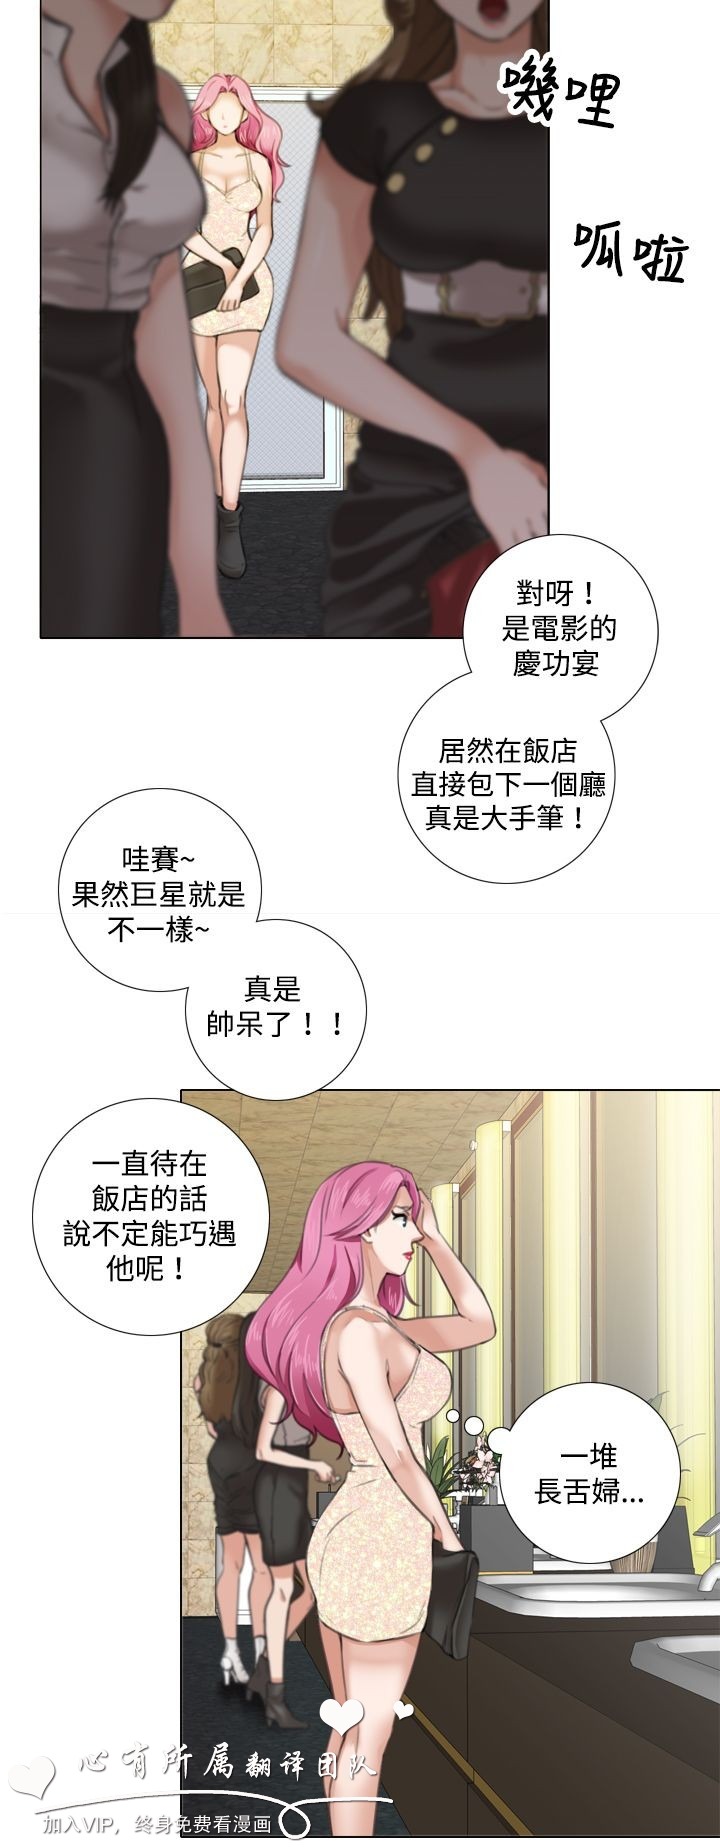 嘰哩
呱啦
對呀！
是電影的
慶功宴
居然在飯店
直接包下一個廳
真是大手筆！
哇賽~
果然巨星就是
不一樣~
真是
帥呆了！！
一直待在
飯店的話
說不定能巧遇
他呢！
一堆
長舌婦...
心有所属翻译团队
加入VIP，终身免费看漫画